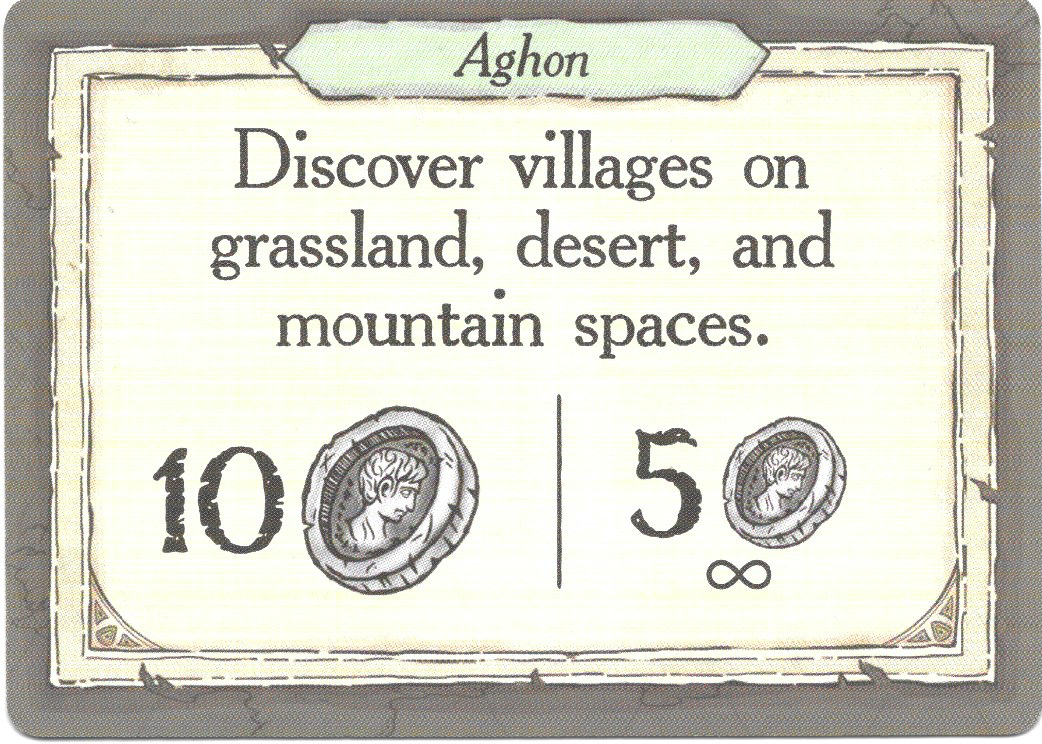 Aghon
Discover villages on
grassland, desert, and
mountain spaces.
10 | 5
∞